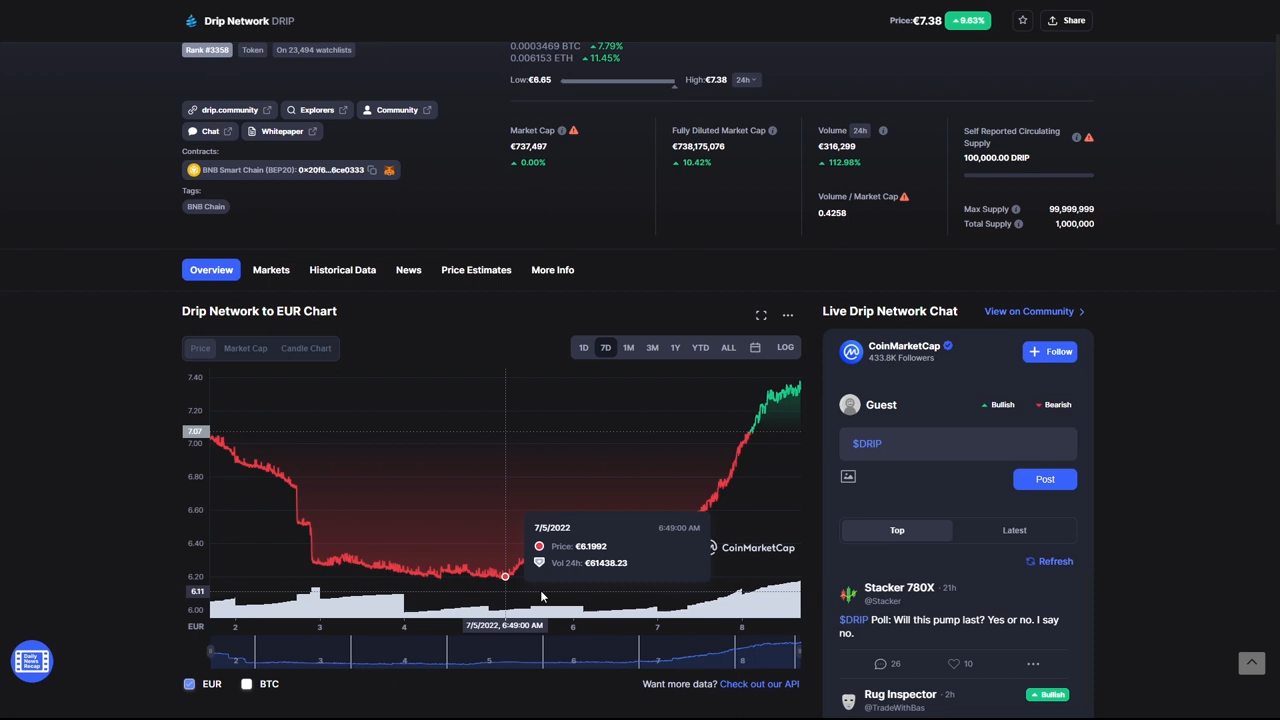 Drip Network DRIP
Price:€7.38 9.63%
Share
Rank #3358 Token On 23,494 watchlists
0.0003469 BTC 7.79%
0.006153 ETH 11.45%
Low:€6.65 High:€7.38 24h
drip.community Explorers Community
Chat Whitepaper
Contracts:
BNB Smart Chain (BEP20): 0x20f6...6ce0333
Tags:
BNB Chain
Market Cap
€737,497
0.00%
Fully Diluted Market Cap
€738,175,076
10.42%
Volume 24h
€316,299
112.98%
Volume / Market Cap
0.4258
Self Reported Circulating
Supply
100,000.00 DRIP
Max Supply 99,999,999
Total Supply 1,000,000
Overview Markets Historical Data News Price Estimates More Info
Drip Network to EUR Chart
Price Market Cap Candle Chart
1D 7D 1M 3M 1Y YTD ALL LOG
7.40
7.20
7.07
7.00
6.80
6.60
6.40
6.20
6.11
6.00
7/5/2022 6:49:00 AM
Price: €6.1992
Vol 24h: €61438.23
CoinMarketCap
EUR 2 3 4 7/5/2022, 6:49:00 AM 6 7 8
2 3 4 5 6 7 8
EUR BTC
Want more data? Check out our API
Live Drip Network Chat View on Community
CoinMarketCap
433.8K Followers
Follow
Guest Bullish Bearish
$DRIP
Post
Top Latest
Refresh
Stacker 780X · 21h
@Stacker
$DRIP Poll: Will this pump last? Yes or no. I say
no.
26 10
Rug Inspector · 2h Bullish
@TradeWithBas
Daily
News
Recap